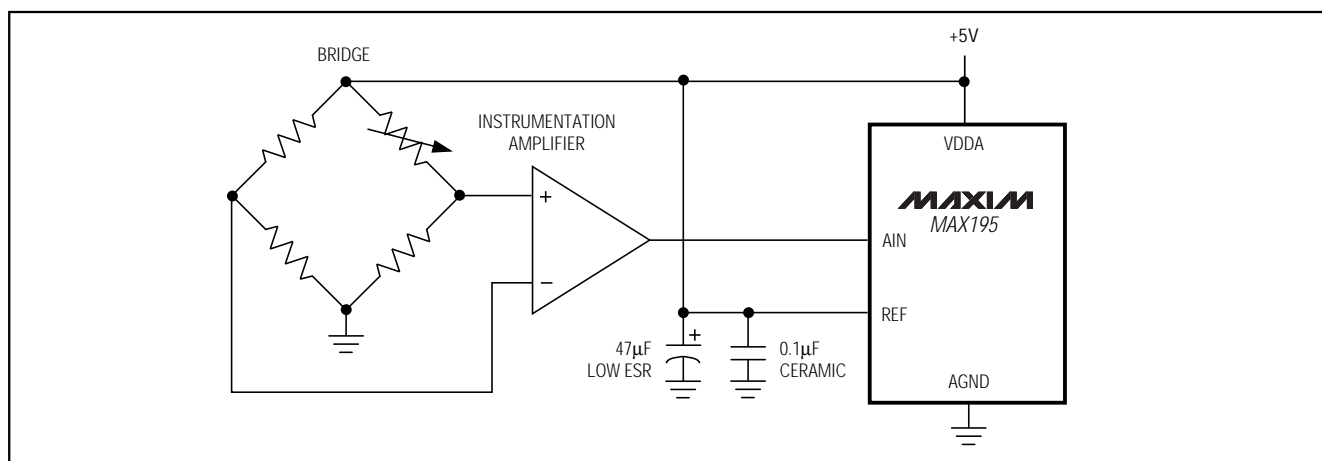 +5V
BRIDGE
INSTRUMENTATION
AMPLIFIER
+
−
VDDA
MAXIM
MAX195
AIN
REF
AGND
+
47µF
LOW ESR
0.1µF
CERAMIC